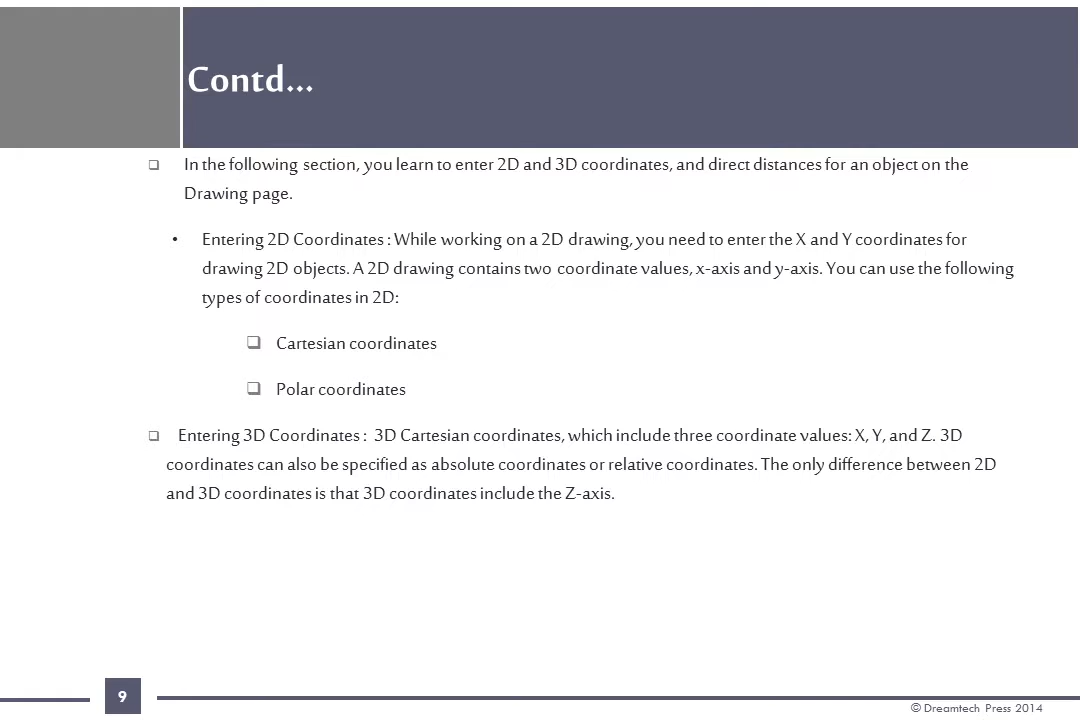 Contd...
❑ In the following section, you learn to enter 2D and 3D coordinates, and direct distances for an object on the
Drawing page.
• Entering 2D Coordinates : While working on a 2D drawing, you need to enter the X and Y coordinates for
drawing 2D objects. A 2D drawing contains two coordinate values, x-axis and y-axis. You can use the following
types of coordinates in 2D:
❑ Cartesian coordinates
❑ Polar coordinates
❑ Entering 3D Coordinates : 3D Cartesian coordinates, which include three coordinate values: X, Y, and Z. 3D
coordinates can also be specified as absolute coordinates or relative coordinates. The only difference between 2D
and 3D coordinates is that 3D coordinates include the Z-axis.
9
© Dreamtech Press 2014